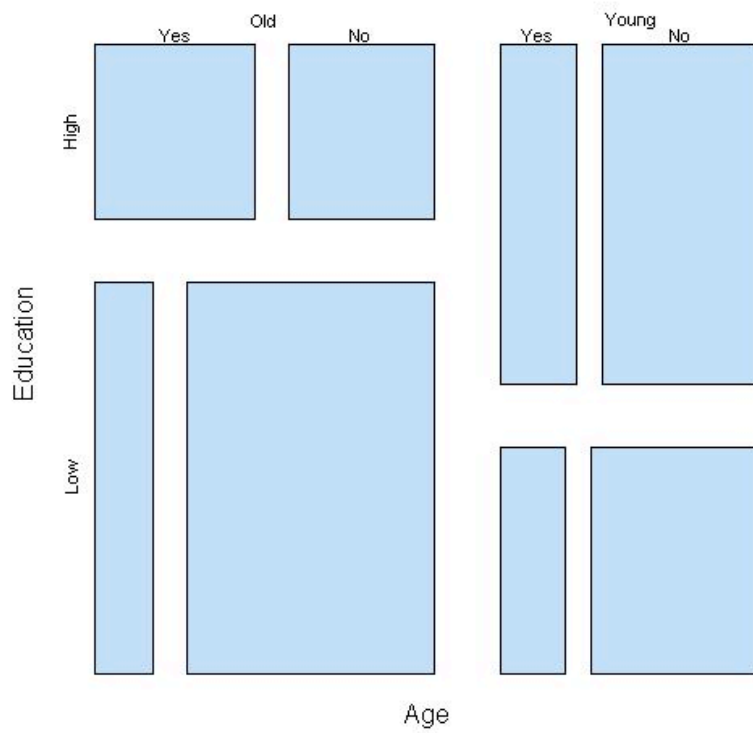 Old
Young
Yes
No
Yes
No
High
Education
Low
Age